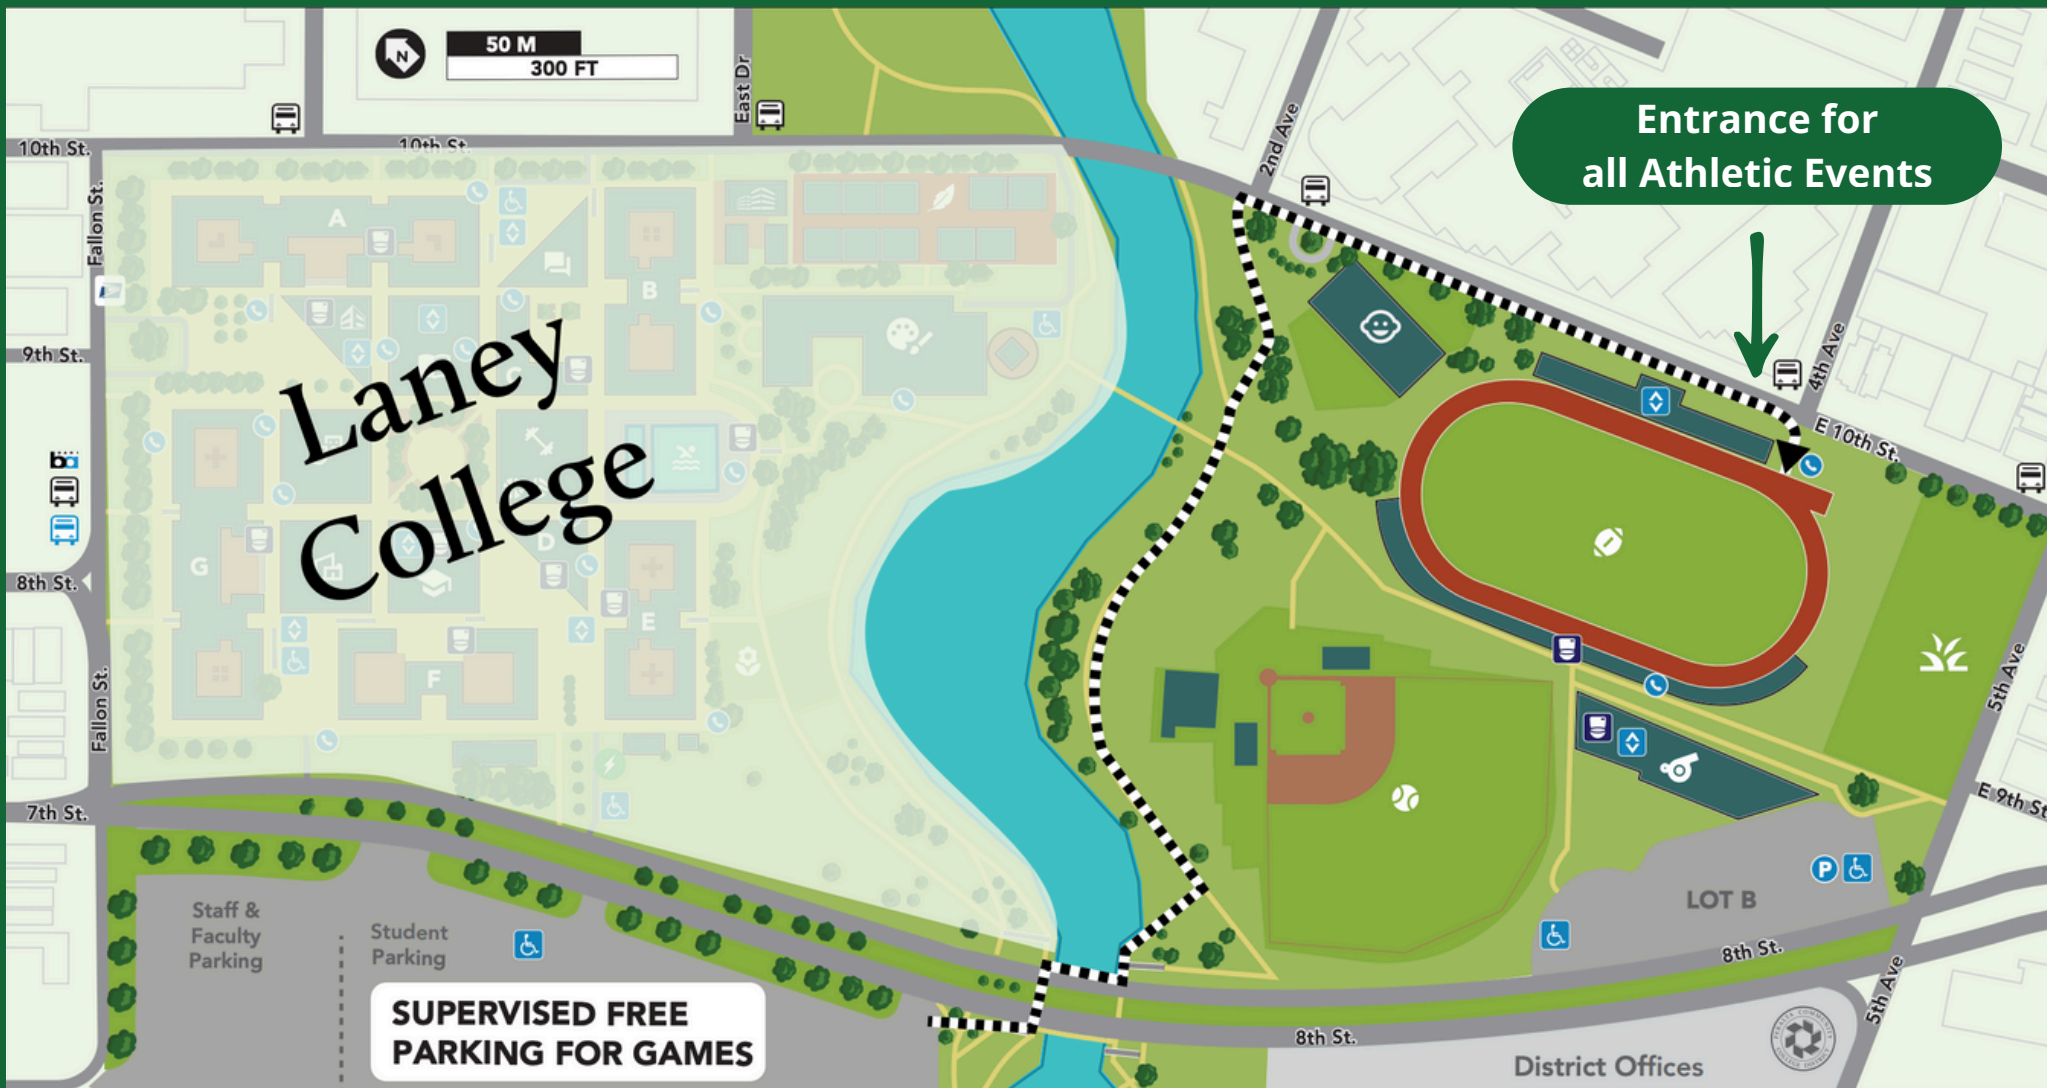 N
50 M
300 FT
East Dr
10th St.
10th St.
2nd Ave
Entrance for
all Athletic Events
Fallon St.
A
B
9th St.
4th Ave
E 10th St.
Laney
College
8th St.
G
D
E
F
5th Ave
Fallon St.
7th St.
E 9th St
P
LOT B
Staff &
Faculty
Parking
Student
Parking
8th St.
5th Ave
SUPERVISED FREE
PARKING FOR GAMES
8th St.
District Offices